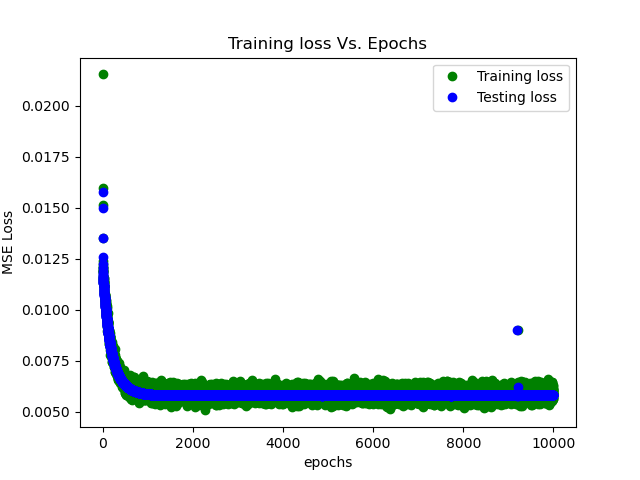 Training loss Vs. Epochs
Training loss
Testing loss
MSE Loss
0.0200
0.0175
0.0150
0.0125
0.0100
0.0075
0.0050
0 2000 4000 6000 8000 10000
epochs